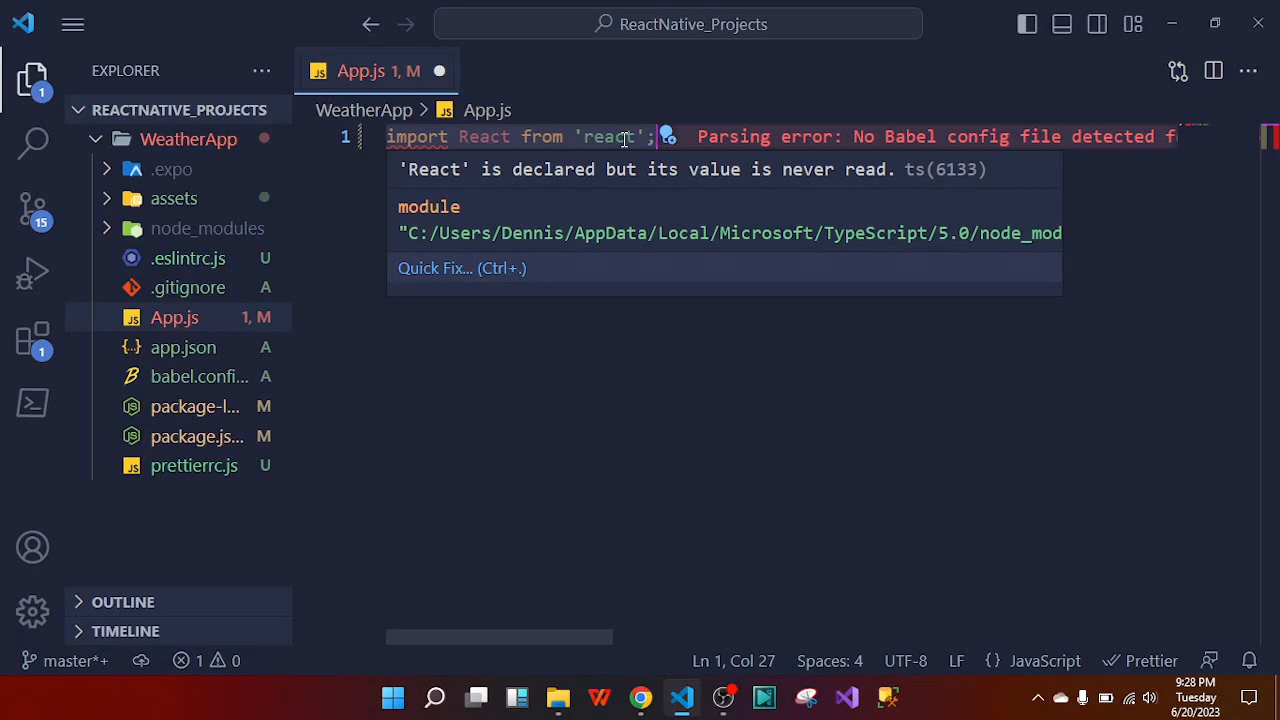 ReactNative_Projects
EXPLORER
App.js 1, M
REACTNATIVE_PROJECTS
WeatherApp
App.js
WeatherApp
1
import React from 'react';
Parsing error: No Babel config file detected f
.expo
'React' is declared but its value is never read. ts(6133)
assets
module
node_modules
"C:/Users/Dennis/AppData/Local/Microsoft/TypeScript/5.0/node_mod
.eslintrc.js U
Quick Fix... (Ctrl+.)
.gitignore A
App.js 1, M
app.json A
babel.confi... A
package-l... M
package.js... M
prettierrc.js U
1
15
1
OUTLINE
TIMELINE
master*+
1 0
Ln 1, Col 27
Spaces: 4
UTF-8
LF
{} JavaScript
Prettier
9:28 PM
Tuesday
6/20/2023